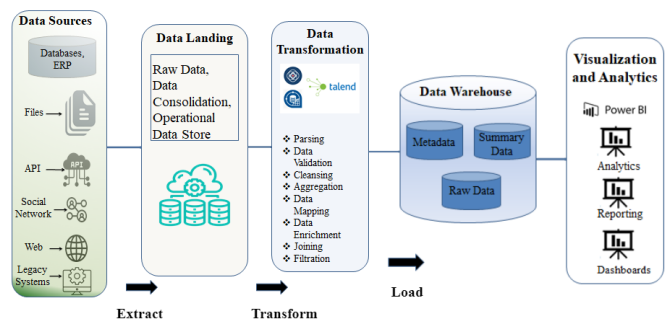 Data Sources
Databases,
ERP
Files
API
API
Social
Network
Web
Legacy
Systems
Data Landing
Raw Data,
Data
Consolidation,
Operational
Data Store
Data
Transformation
talend
❖ Parsing
❖ Data
Validation
❖ Cleansing
❖ Aggregation
❖ Data
Mapping
❖ Data
Enrichment
❖ Joining
❖ Filtration
Data Warehouse
Metadata
Summary
Data
Raw Data
Visualization
and Analytics
Power BI
Analytics
Reporting
Dashboards
Extract
Transform
Load